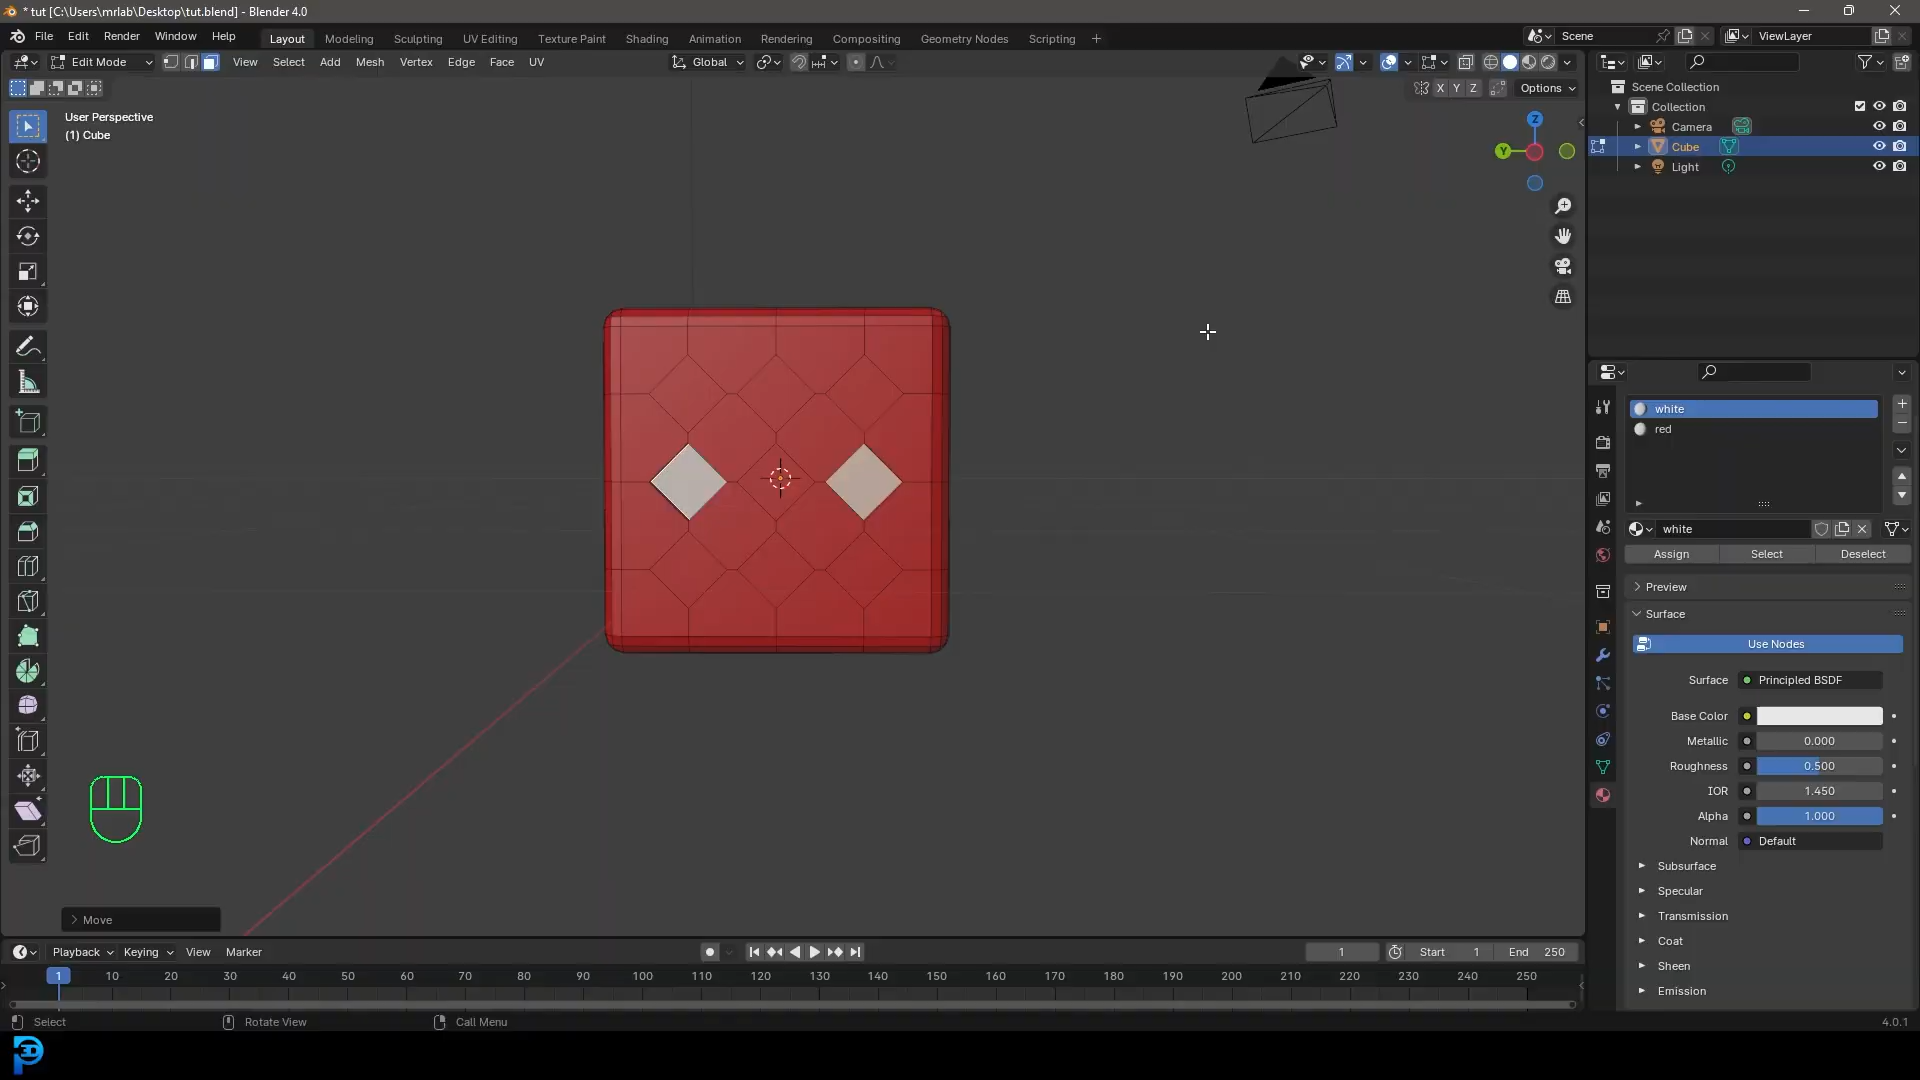 * tut [C:\Users\mrlab\Desktop\tut.blend] - Blender 4.0
File Edit Render Window Help Layout Modeling Sculpting UV Editing Texture Paint Shading Animation Rendering Compositing Geometry Nodes Scripting + Scene ViewLayer
Edit Mode View Select Add Mesh Vertex Edge Face UV Global
X Y Z Options
User Perspective
(1) Cube
Z
Y
Scene Collection
Collection
Camera
Cube
Light
white
red
white
Assign Select Deselect
Preview
Surface
Use Nodes
Surface Principled BSDF
Base Color
Metallic 0.000
Roughness 0.500
IOR 1.450
Alpha 1.000
Normal Default
Subsurface
Specular
Transmission
Coat
Sheen
Emission
Move
Playback Keying View Marker 1 Start 1 End 250
1 10 20 30 40 50 60 70 80 90 100 110 120 130 140 150 160 170 180 190 200 210 220 230 240 250
Select Rotate View Call Menu 4.0.1
3D